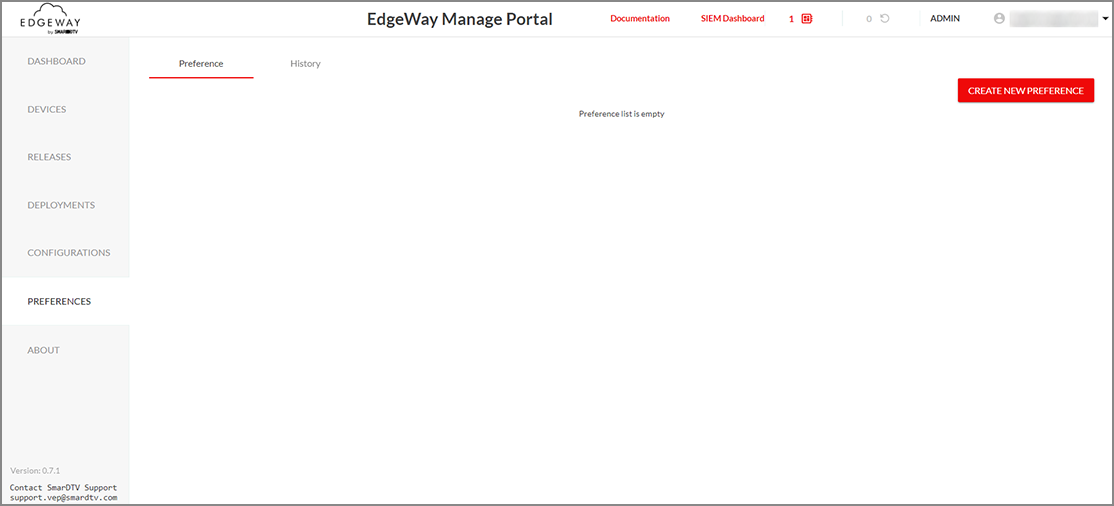 EDGEWAY
by SMARDTV
EdgeWay Manage Portal
Documentation
SIEM Dashboard
1
0
ADMIN
DASHBOARD
DEVICES
RELEASES
DEPLOYMENTS
CONFIGURATIONS
PREFERENCES
ABOUT
Preference
History
CREATE NEW PREFERENCE
Preference list is empty
Version: 0.7.1
Contact SmarDTV Support
support.vep@smardtv.com